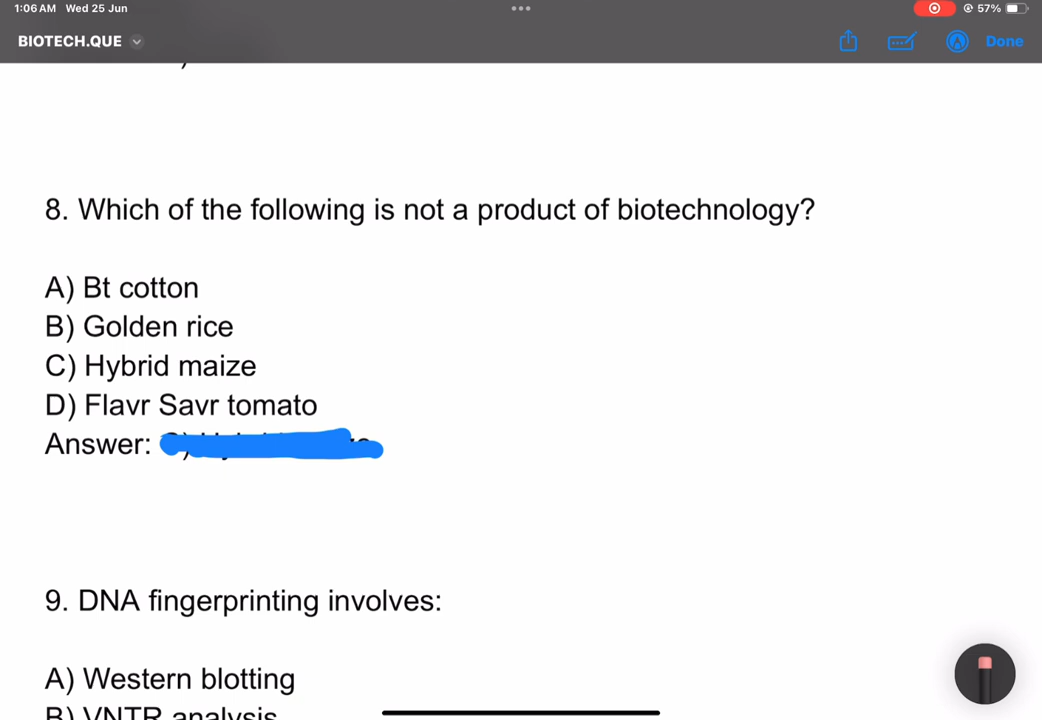 1:06 AM Wed 25 Jun
57%
BIOTECH.QUE
Done
8. Which of the following is not a product of biotechnology?
A) Bt cotton
B) Golden rice
C) Hybrid maize
D) Flavr Savr tomato
Answer:
9. DNA fingerprinting involves:
A) Western blotting
B) VNTR analysis